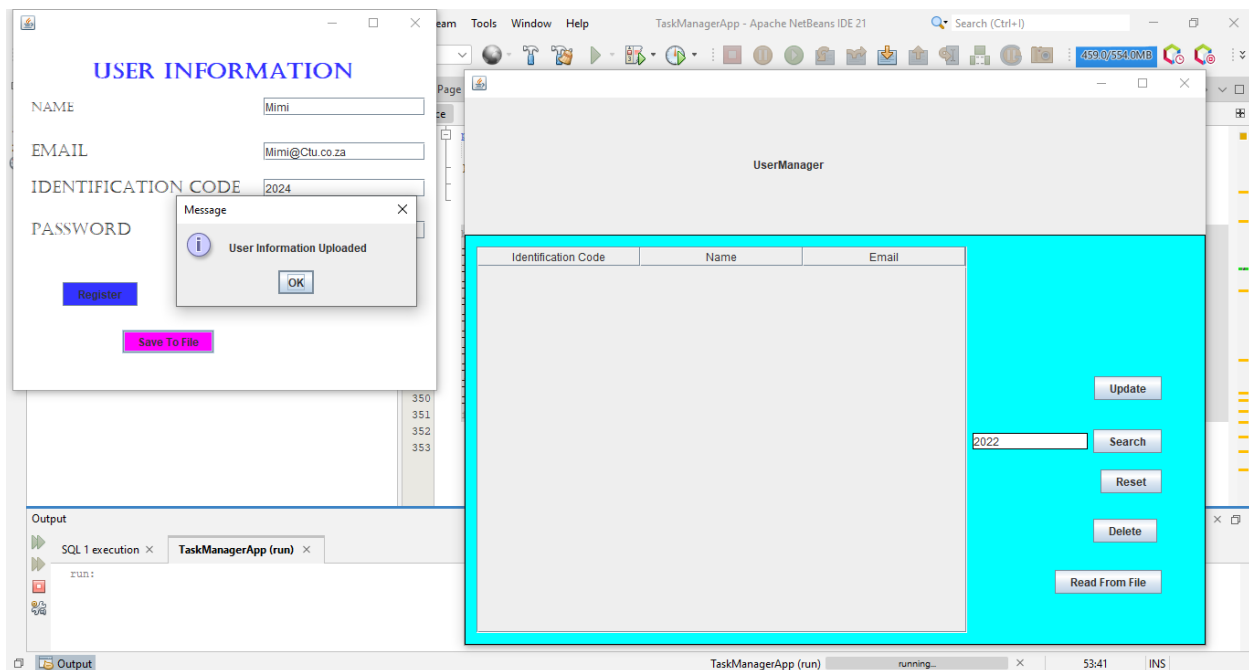 eam Tools Window Help TaskManagerApp - Apache NetBeans IDE 21 Search (Ctrl+I)
459.0/554.0MB
USER INFORMATION
NAME Mimi
EMAIL Mimi@Ctu.co.za
IDENTIFICATION CODE 2024
PASSWORD
Message
User Information Uploaded
OK
Register
Save To File
Page
ce
UserManager
Identification Code Name Email
Update
2022 Search
Reset
Delete
Read From File
350
351
352
353
Output
SQL 1 execution TaskManagerApp (run)
run:
Output TaskManagerApp (run) running... 53:41 INS